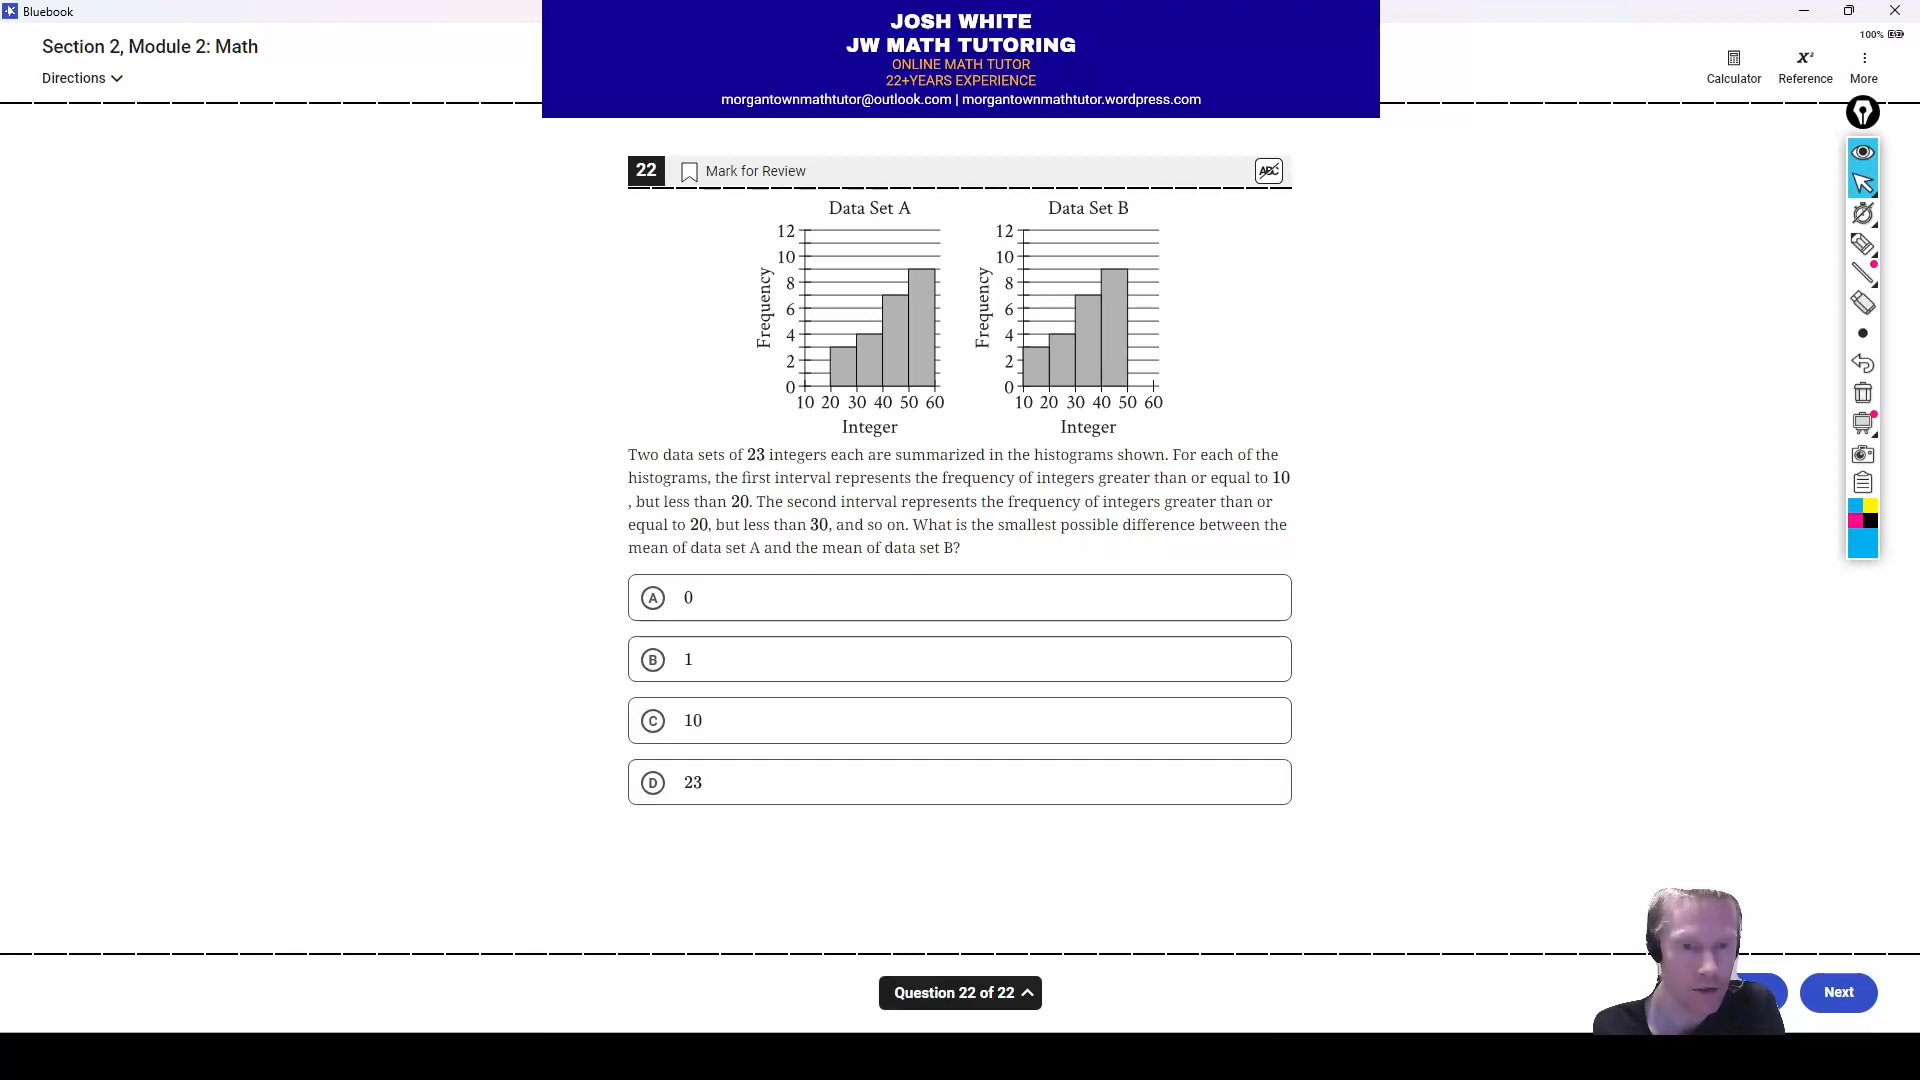 Bluebook
JOSH WHITE
JW MATH TUTORING
ONLINE MATH TUTOR
22+YEARS EXPERIENCE
morgantownmathtutor@outlook.com | morgantownmathtutor.wordpress.com
Section 2, Module 2: Math
Directions
100%
Calculator
X²
Reference
More
22
Mark for Review
ABC
Data Set A
12
10
8
6
4
2
0
Frequency
10 20 30 40 50 60
Integer
Data Set B
12
10
8
6
4
2
0
Frequency
10 20 30 40 50 60
Integer
Two data sets of 23 integers each are summarized in the histograms shown. For each of the
histograms, the first interval represents the frequency of integers greater than or equal to 10
, but less than 20. The second interval represents the frequency of integers greater than or
equal to 20, but less than 30, and so on. What is the smallest possible difference between the
mean of data set A and the mean of data set B?
A 0
B 1
C 10
D 23
Question 22 of 22
Next